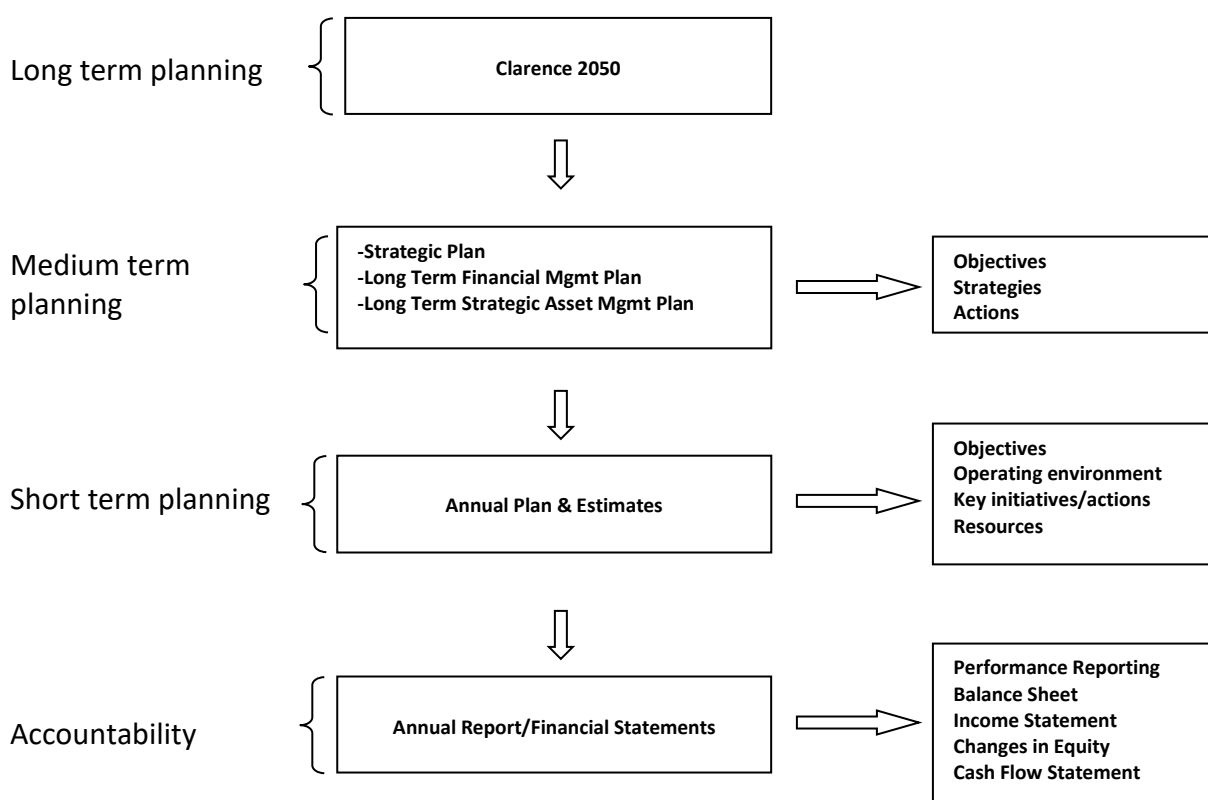 Long term planning
Clarence 2050
Medium term
planning
-Strategic Plan
-Long Term Financial Mgmt Plan
-Long Term Strategic Asset Mgmt Plan
Objectives
Strategies
Actions
Short term planning
Annual Plan & Estimates
Objectives
Operating environment
Key initiatives/actions
Resources
Accountability
Annual Report/Financial Statements
Performance Reporting
Balance Sheet
Income Statement
Changes in Equity
Cash Flow Statement